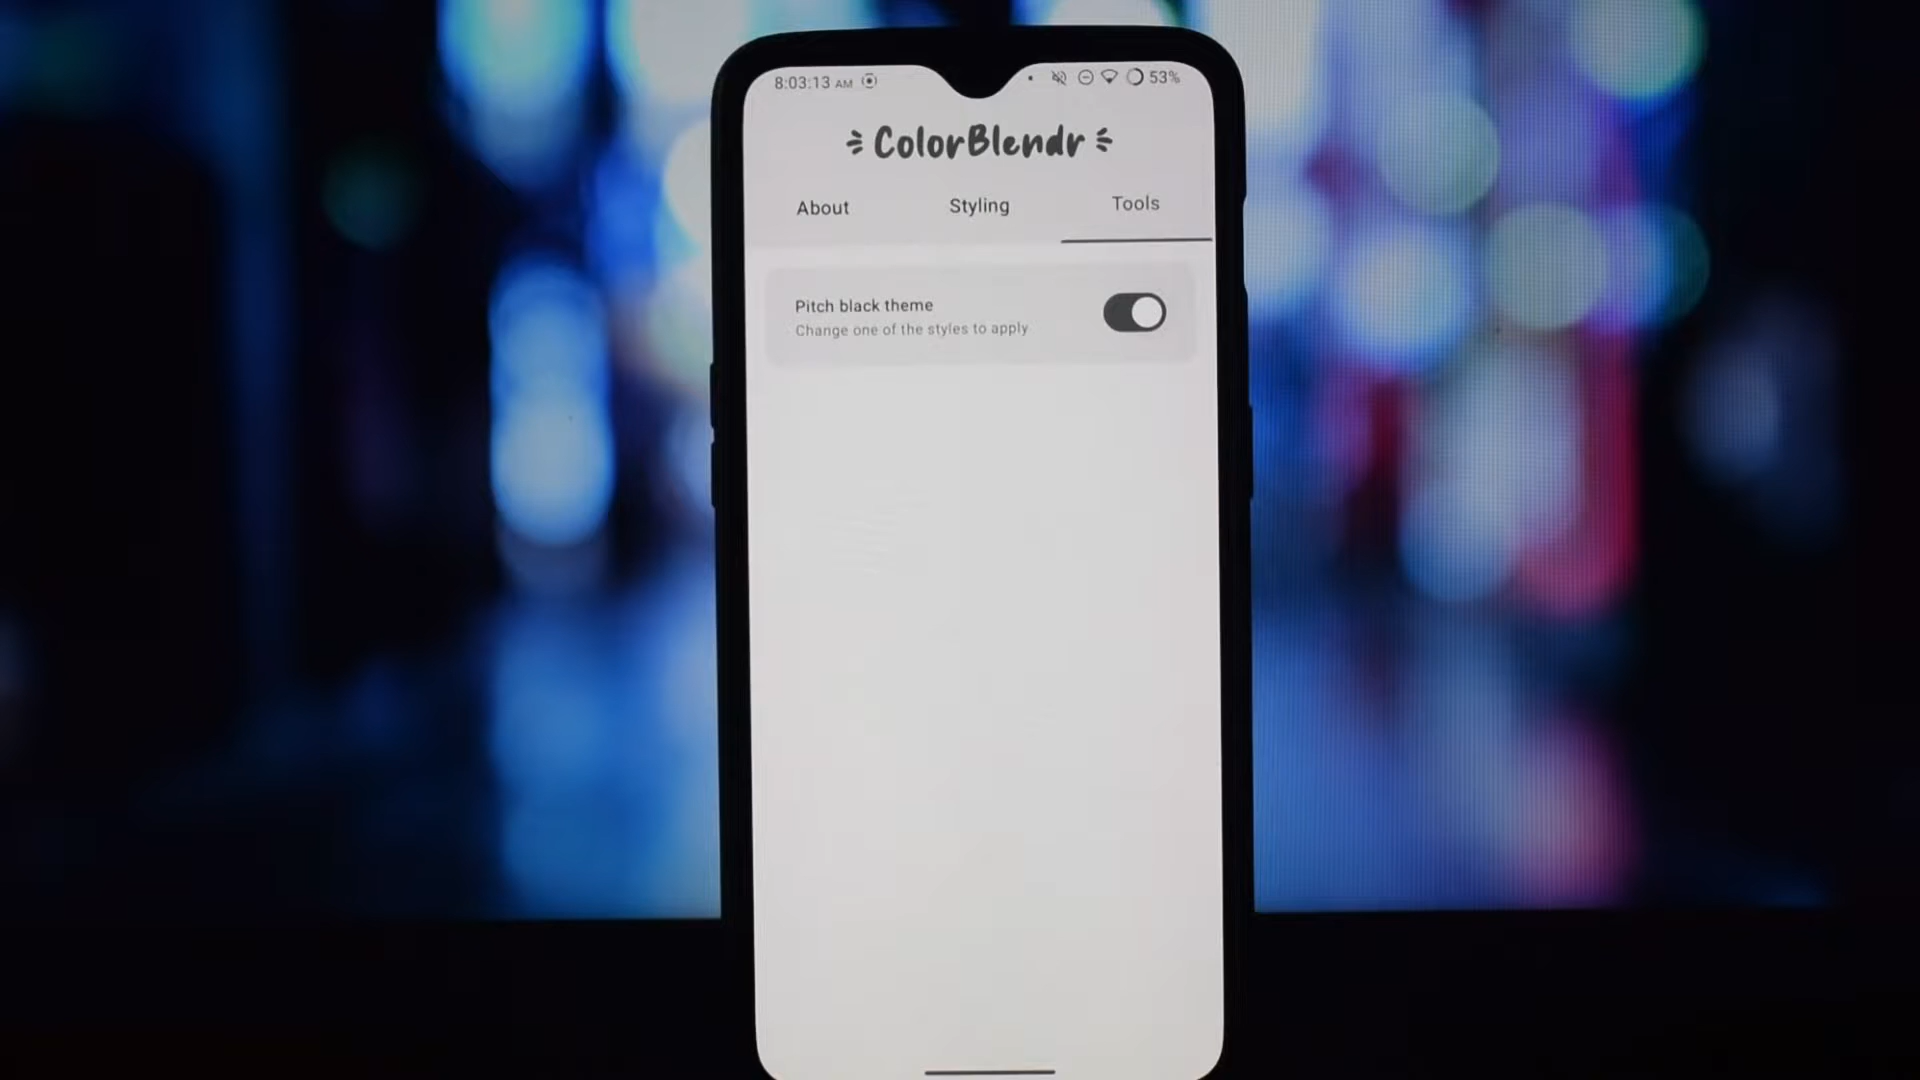 8:03:13 AM
53%
ColorBlendr
About
Styling
Tools
Pitch black theme
Change one of the styles to apply